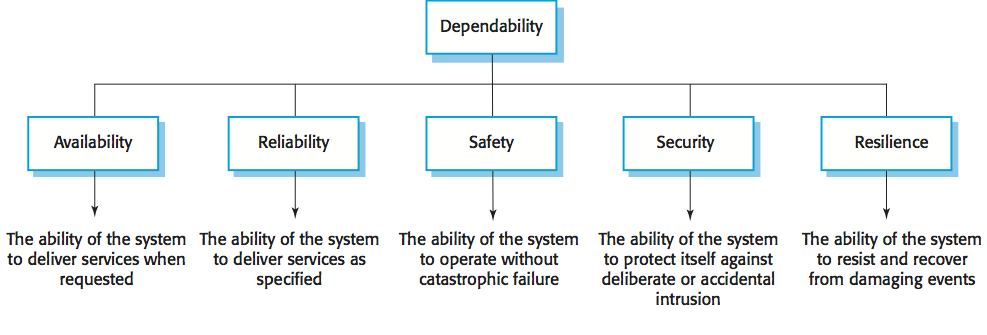 Dependability
Availability
Reliability
Safety
Security
Resilience
The ability of the system
to deliver services when
requested
The ability of the system
to deliver services as
specified
The ability of the system
to operate without
catastrophic failure
The ability of the system
to protect itself against
deliberate or accidental
intrusion
The ability of the system
to resist and recover
from damaging events